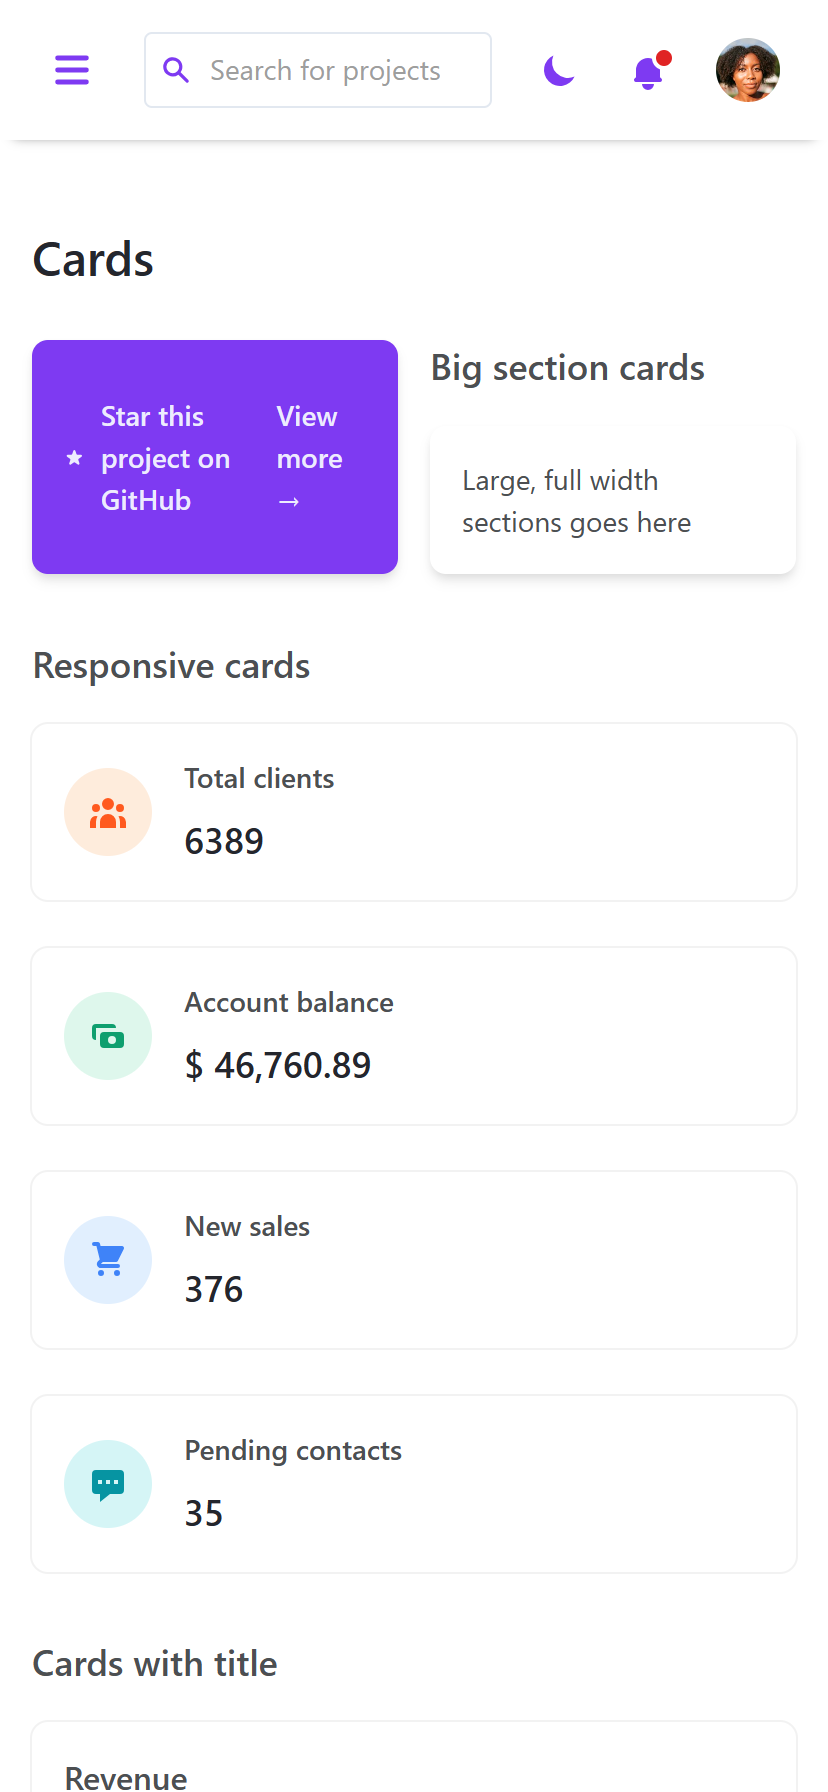 Search for projects
Cards
Star this
project on
GitHub
View
more
→
Big section cards
Large, full width
sections goes here
Responsive cards
Total clients
6389
Account balance
$ 46,760.89
New sales
376
Pending contacts
35
Cards with title
Revenue